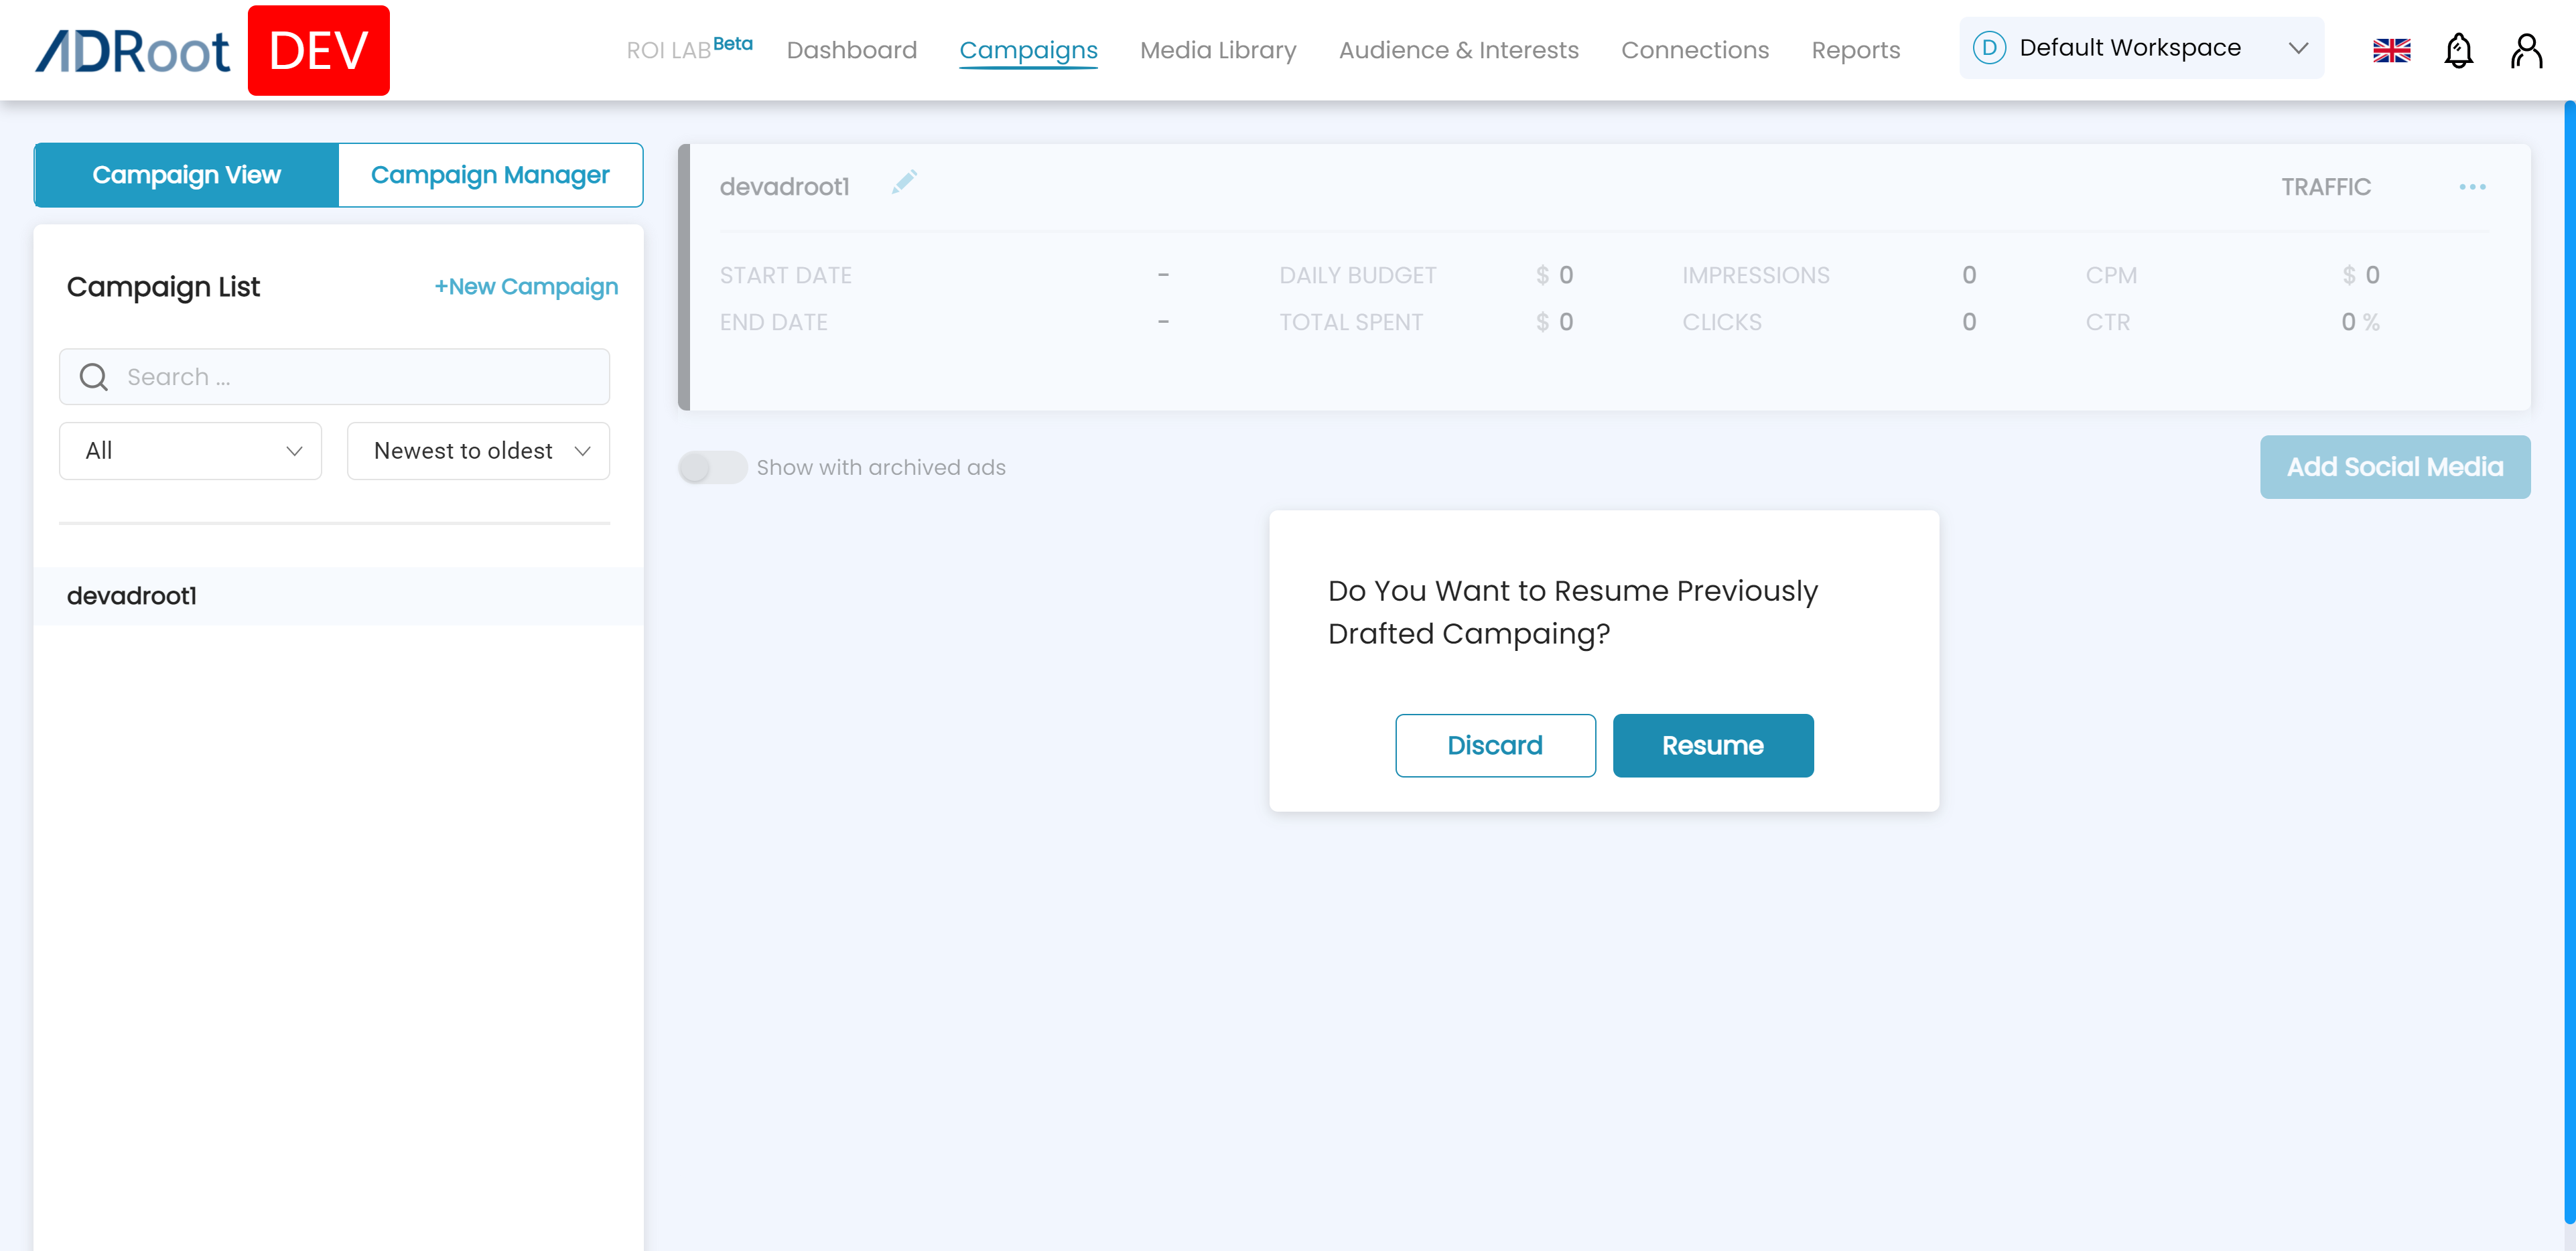 ADRoot DEV
ROI LAB Beta Dashboard Campaigns Media Library Audience & Interests Connections Reports D Default Workspace
Campaign View Campaign Manager
Campaign List +New Campaign
Search ...
All Newest to oldest
devadroot1
devadroot1 TRAFFIC ...
START DATE - DAILY BUDGET $ 0 IMPRESSIONS 0 CPM $ 0
END DATE - TOTAL SPENT $ 0 CLICKS 0 CTR 0 %
Show with archived ads Add Social Media
Do You Want to Resume Previously
Drafted Campaing?
Discard Resume